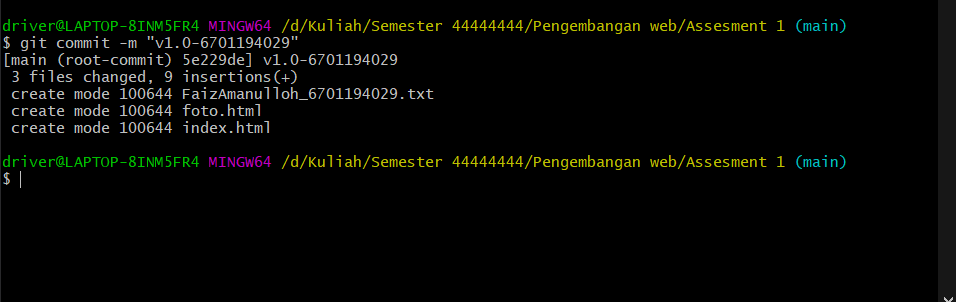 driver@LAPTOP-8INM5FR4 MINGW64 /d/Kuliah/Semester 44444444/Pengembangan web/Assesment 1 (main)
$ git commit -m "v1.0-6701194029"
[main (root-commit) 5e229de] v1.0-6701194029
 3 files changed, 9 insertions(+)
 create mode 100644 FaizAmanulloh_6701194029.txt
 create mode 100644 foto.html
 create mode 100644 index.html
driver@LAPTOP-8INM5FR4 MINGW64 /d/Kuliah/Semester 44444444/Pengembangan web/Assesment 1 (main)
$